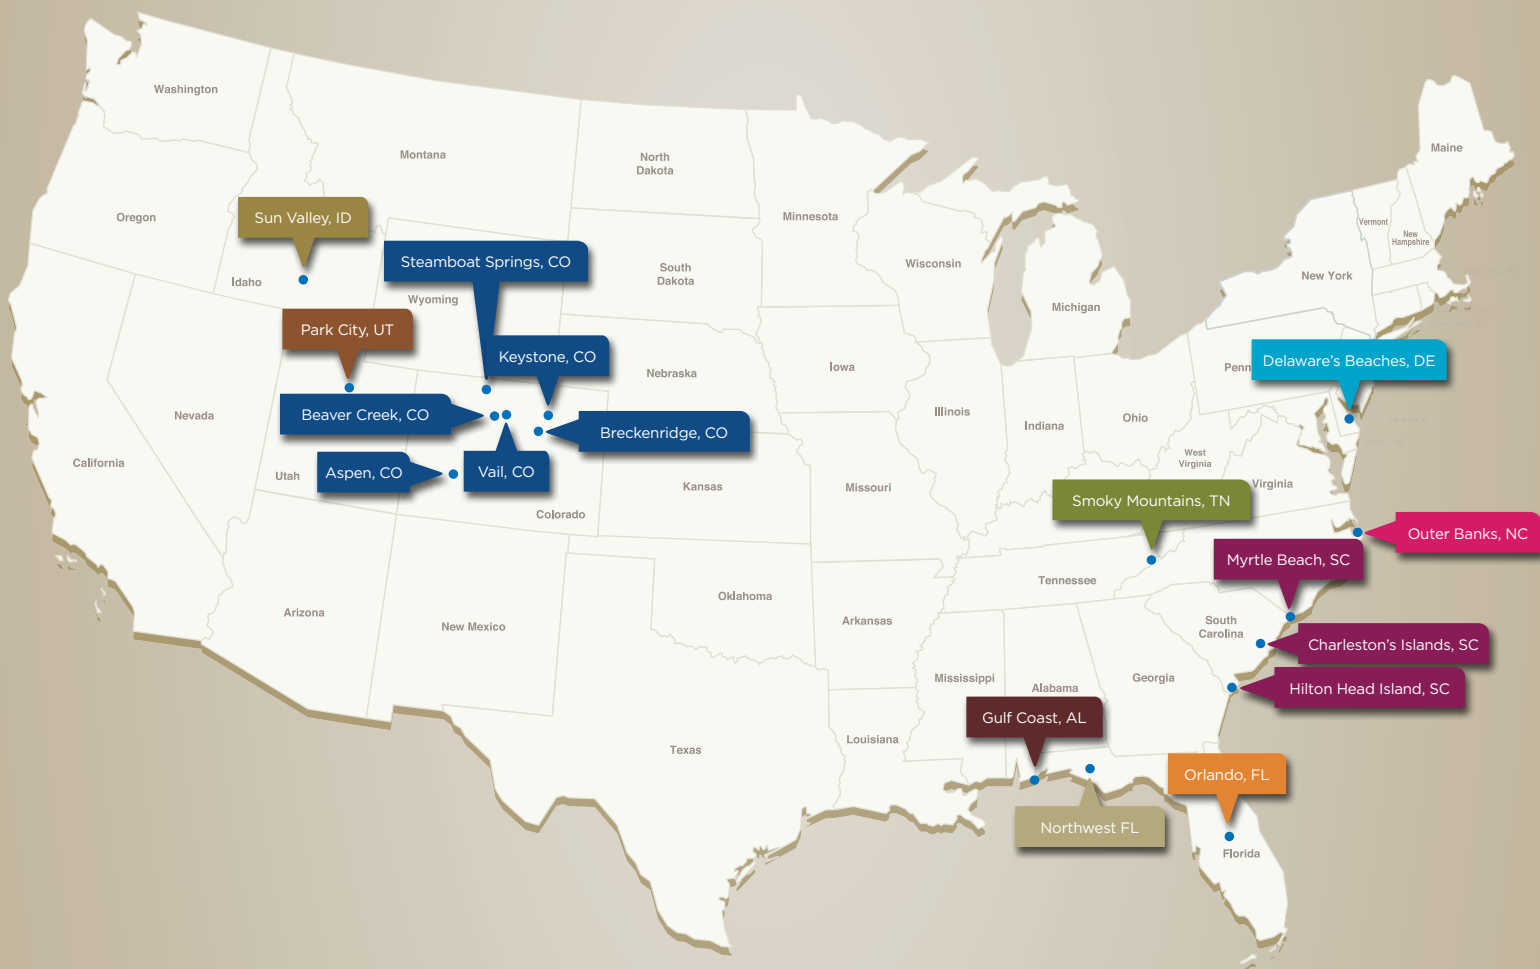 Washington
Montana
North
Dakota
Minnesota
Maine
Oregon
Sun Valley, ID
Idaho
Steamboat Springs, CO
Wyoming
South
Dakota
Wisconsin
Michigan
New York
Vermont
New
Hampshire
Park City, UT
Keystone, CO
Nebraska
Iowa
Delaware's Beaches, DE
Penn
Nevada
Beaver Creek, CO
Breckenridge, CO
Illinois
Indiana
Ohio
California
Utah
Aspen, CO
Vail, CO
Colorado
Kansas
Missouri
West
Virginia
Virginia
Smoky Mountains, TN
Outer Banks, NC
Myrtle Beach, SC
Tennessee
Arizona
New Mexico
Oklahoma
Arkansas
South
Carolina
Charleston's Islands, SC
Mississippi
Alabama
Georgia
Hilton Head Island, SC
Gulf Coast, AL
Texas
Louisiana
Orlando, FL
Northwest FL
Florida